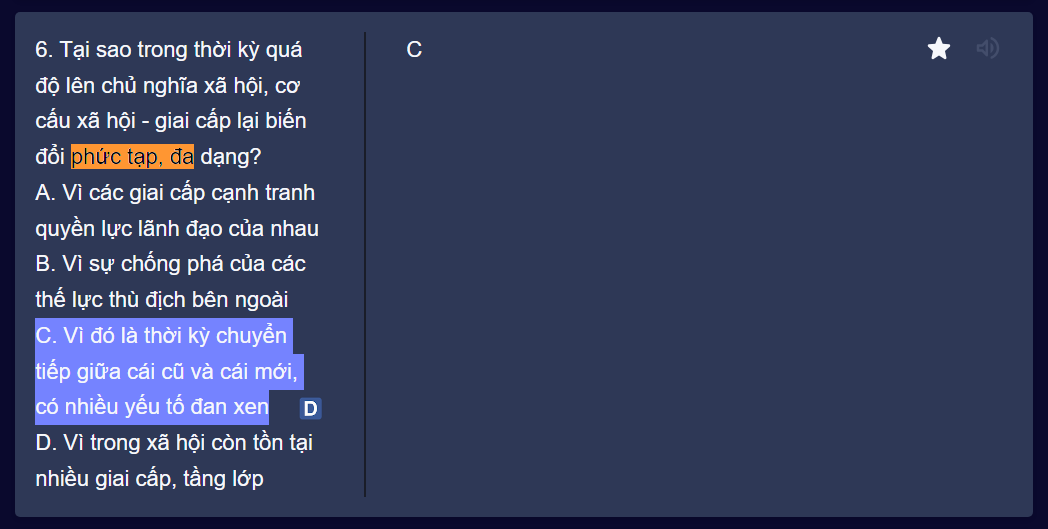 6. Tại sao trong thời kỳ quá
độ lên chủ nghĩa xã hội, cơ
cấu xã hội - giai cấp lại biến
đổi phức tạp, đa dạng?
A. Vì các giai cấp cạnh tranh
quyền lực lãnh đạo của nhau
B. Vì sự chống phá của các
thế lực thù địch bên ngoài
C. Vì đó là thời kỳ chuyển
tiếp giữa cái cũ và cái mới,
có nhiều yếu tố đan xen
D
D. Vì trong xã hội còn tồn tại
nhiều giai cấp, tầng lớp
C